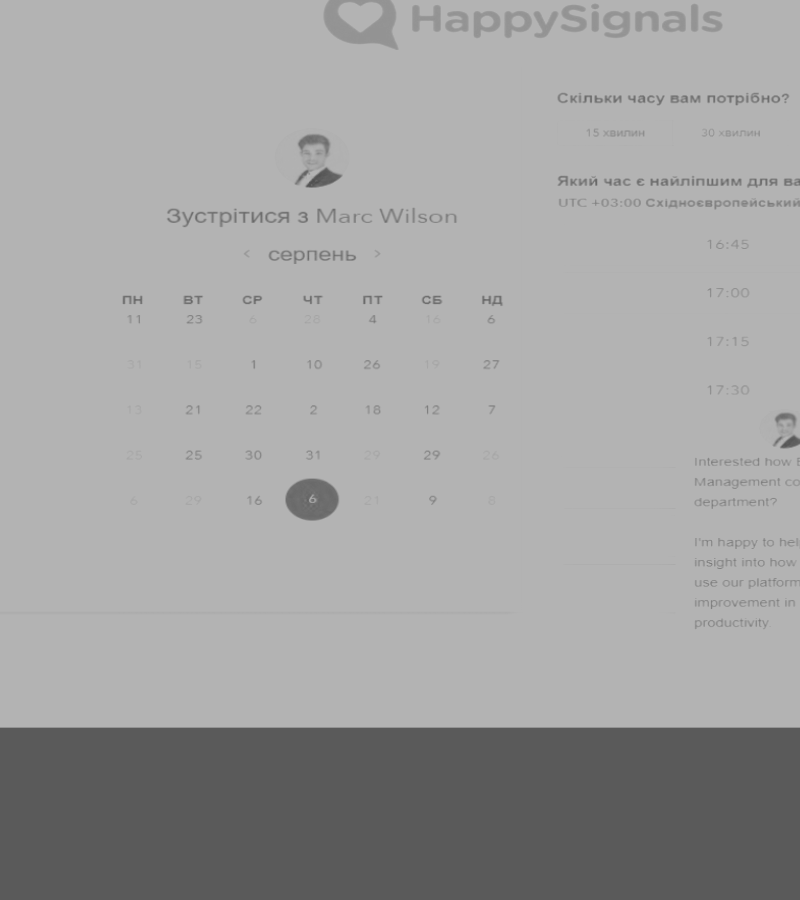 HappySignals
Зустрітися з Marc Wilson
< серпень >
ПН ВТ СР ЧТ ПТ СБ НД
11 23 6 28 4 16 6
31 15 1 10 26 19 27
13 21 22 2 18 12 7
25 25 30 31 29 29 26
6 29 16 6 21 9 8
Скільки часу вам потрібно?
15 хвилин 30 хвилин
Який час є найліпшим для ва
UTC +03:00 Східноєвропейський
16:45
17:00
17:15
17:30
Interested how E
Management co
department?
I'm happy to hel
insight into how
use our platform
improvement in
productivity